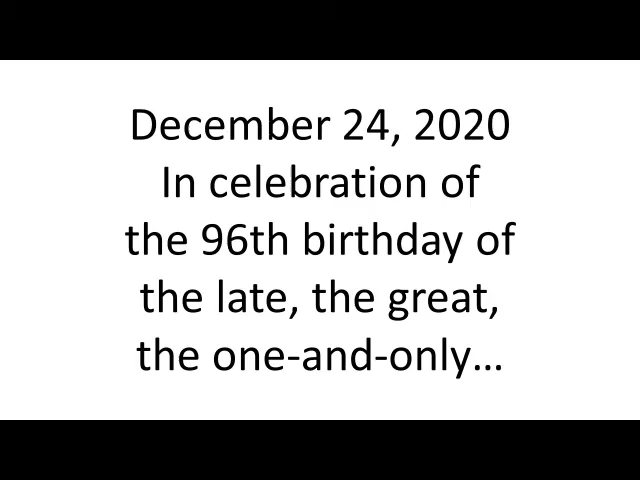 December 24, 2020
In celebration of
the 96th birthday of
the late, the great,
the one-and-only…